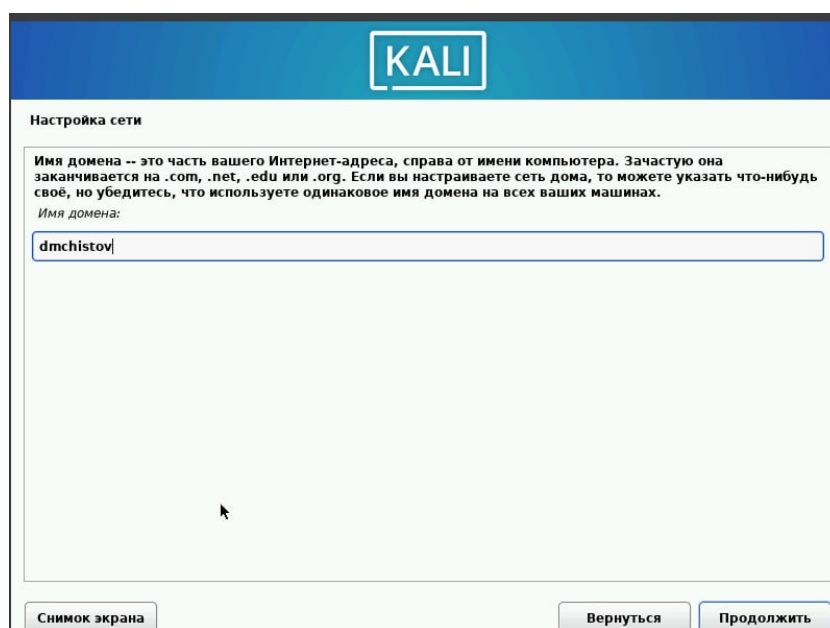 KALI
Настройка сети
Имя домена -- это часть вашего Интернет-адреса, справа от имени компьютера. Зачастую она
заканчивается на .com, .net, .edu или .org. Если вы настраиваете сеть дома, то можете указать что-нибудь
своё, но убедитесь, что используете одинаковое имя домена на всех ваших машинах.
Имя домена:
dmchistov
Снимок экрана
Вернуться
Продолжить